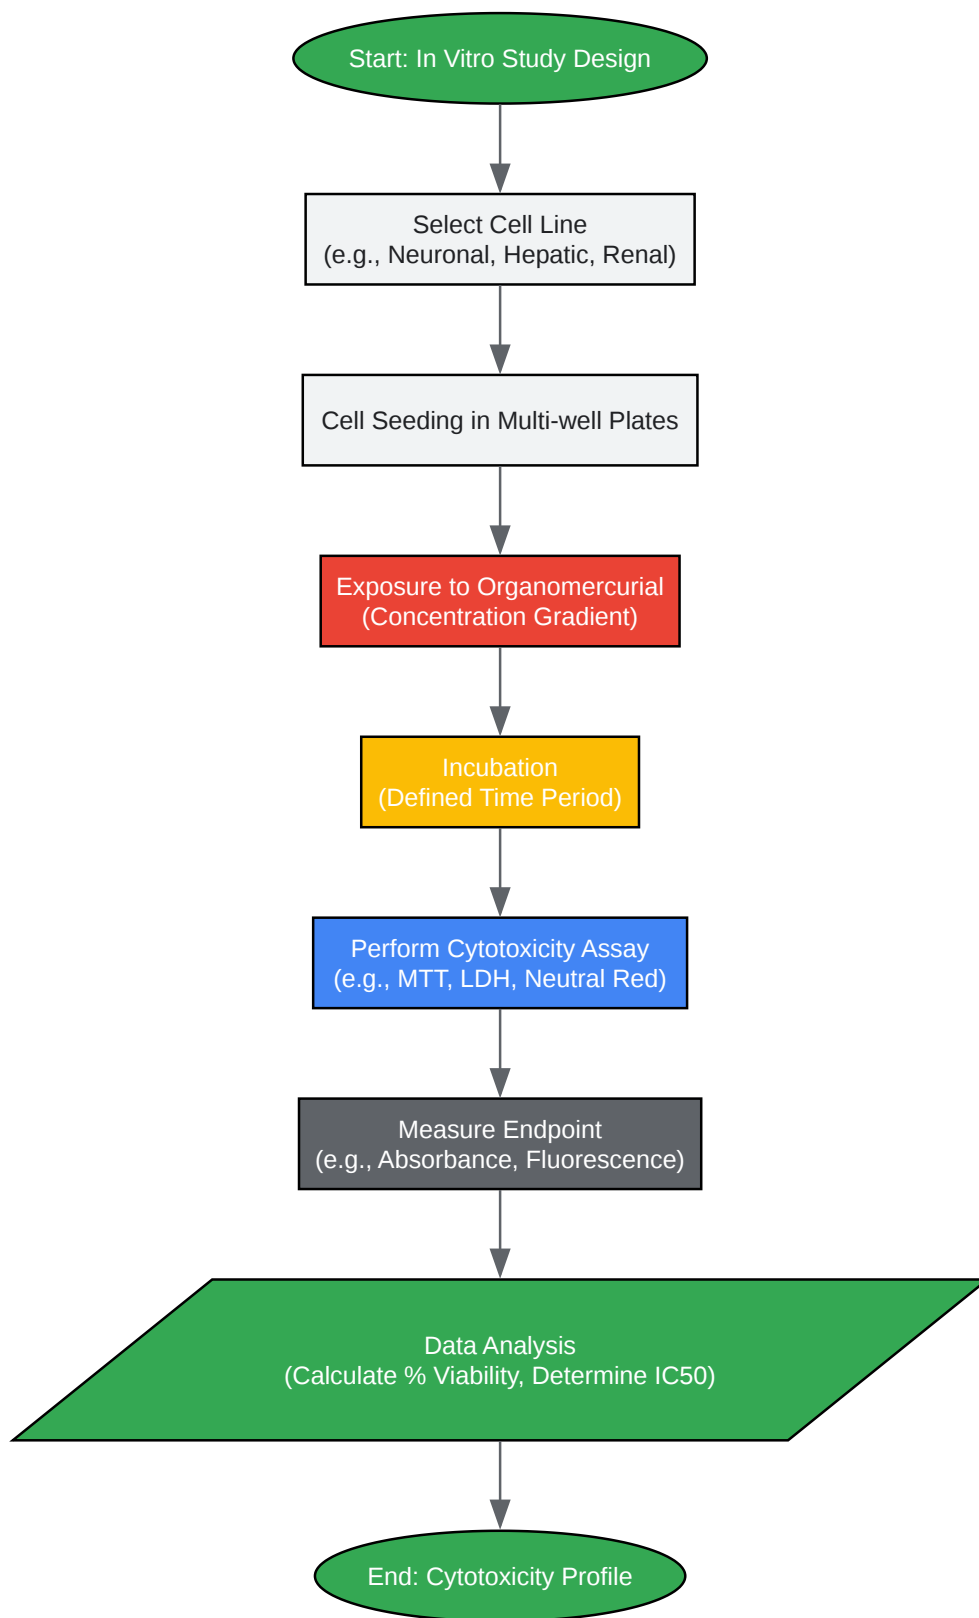 Start: In Vitro Study Design
Select Cell Line
(e.g., Neuronal, Hepatic, Renal)
Cell Seeding in Multi-well Plates
Exposure to Organomercurial
(Concentration Gradient)
Incubation
(Defined Time Period)
Perform Cytotoxicity Assay
(e.g., MTT, LDH, Neutral Red)
Measure Endpoint
(e.g., Absorbance, Fluorescence)
Data Analysis
(Calculate % Viability, Determine IC50)
End: Cytotoxicity Profile